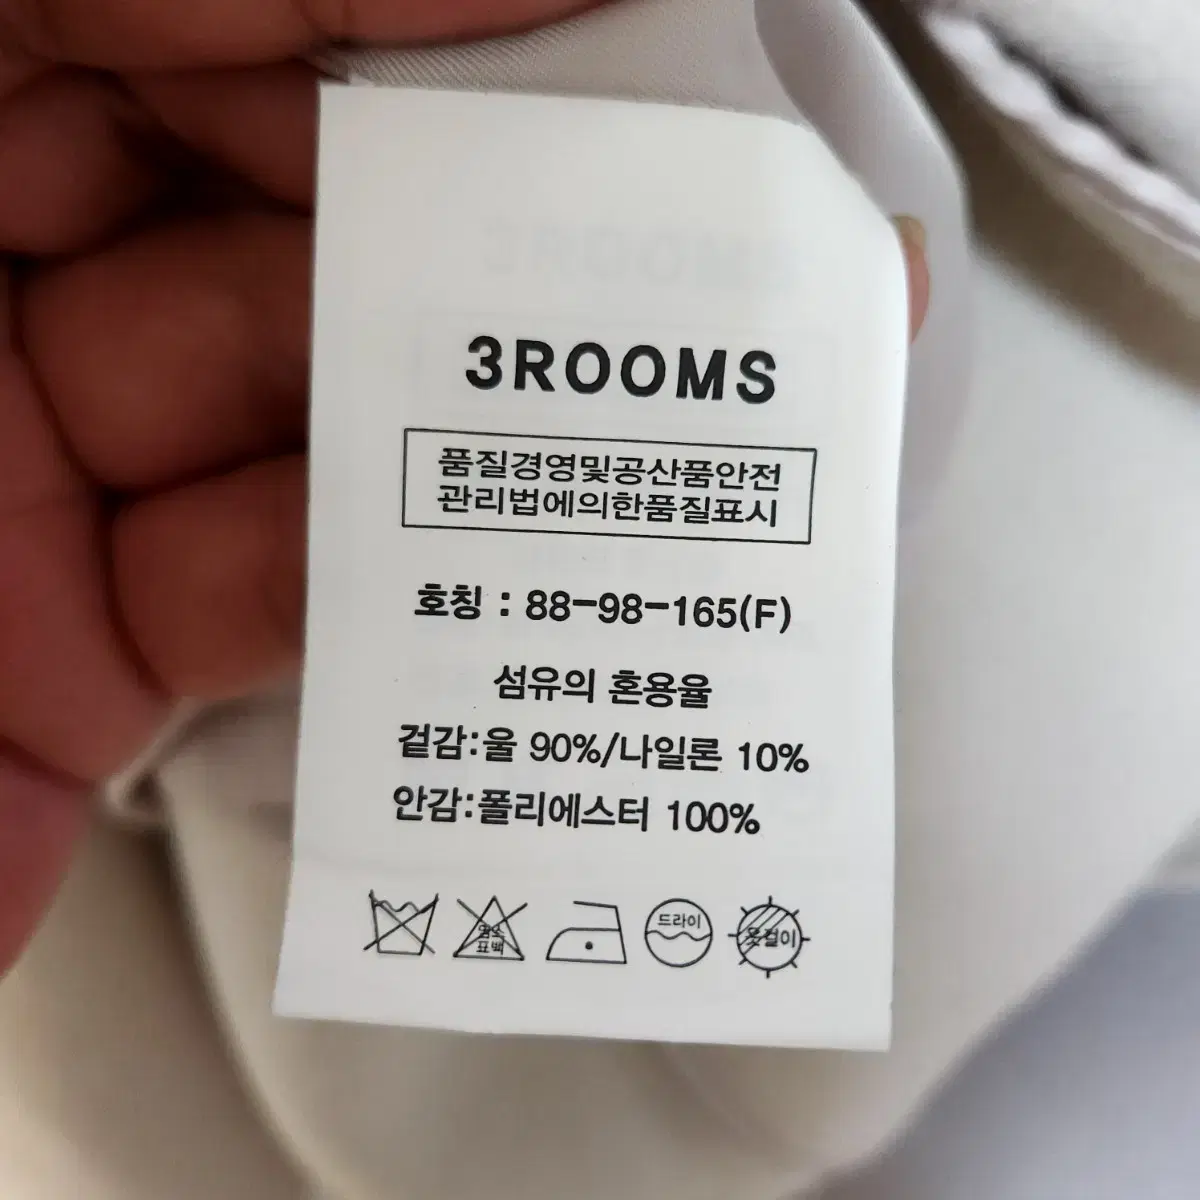 3ROOMS
품질경영및공산품안전
관리법에의한품질표시
호칭 : 88-98-165(F)
섬유의 혼용율
겉감:울 90%/나일론 10%
안감:폴리에스터 100%
염소
표백
드라이
옷걸이